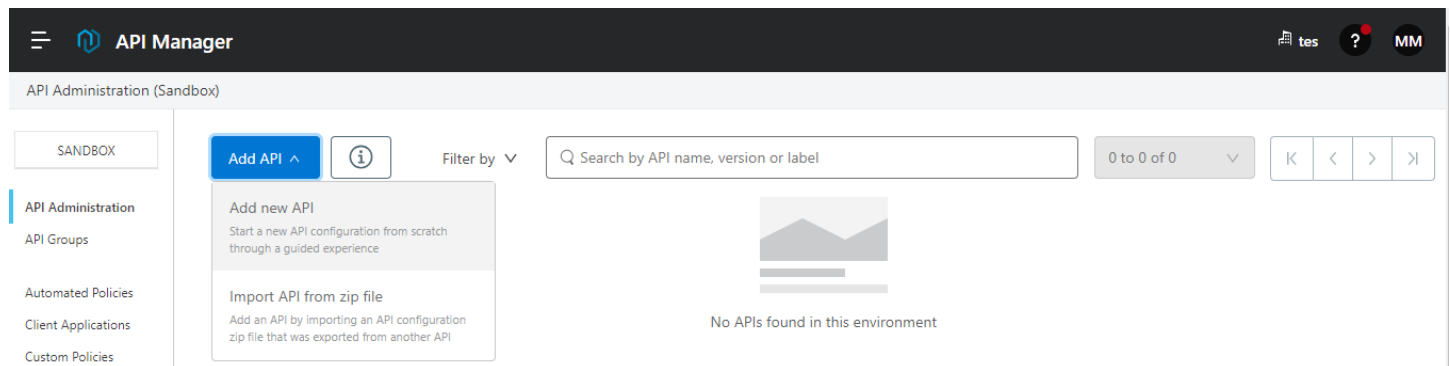 API Manager
tes
?
MM
API Administration (Sandbox)
SANDBOX
Add API
Filter by
Search by API name, version or label
0 to 0 of 0
API Administration
API Groups
Automated Policies
Client Applications
Custom Policies
Add new API
Start a new API configuration from scratch
through a guided experience
Import API from zip file
Add an API by importing an API configuration
zip file that was exported from another API
No APIs found in this environment